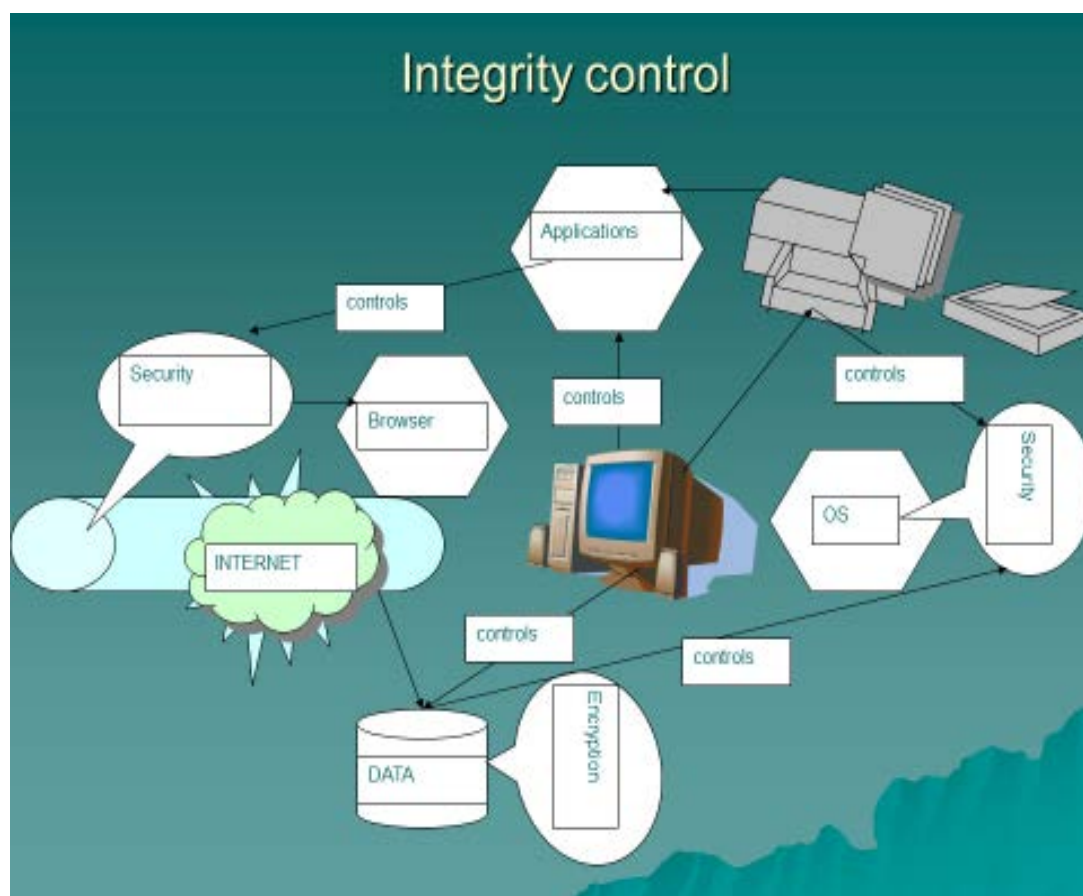 Integrity control
Applications
controls
Security
Browser
controls
controls
Security
OS
INTERNET
controls
controls
Encryption
DATA